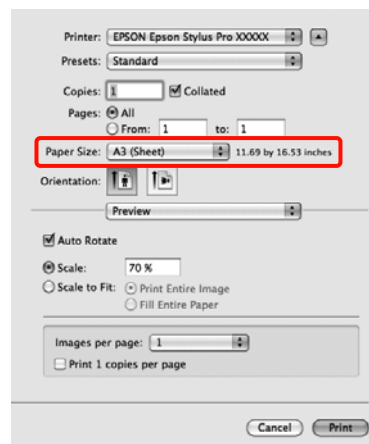 Printer: EPSON Epson Stylus Pro XXXXX
Presets: Standard
Copies: 1 Collated
Pages: All
From: 1 to: 1
Paper Size: A3 (Sheet) 11.69 by 16.53 inches
Orientation:
Preview
Auto Rotate
Scale: 70 %
Scale to Fit: Print Entire Image
Fill Entire Paper
Images per page: 1
Print 1 copies per page
Cancel Print